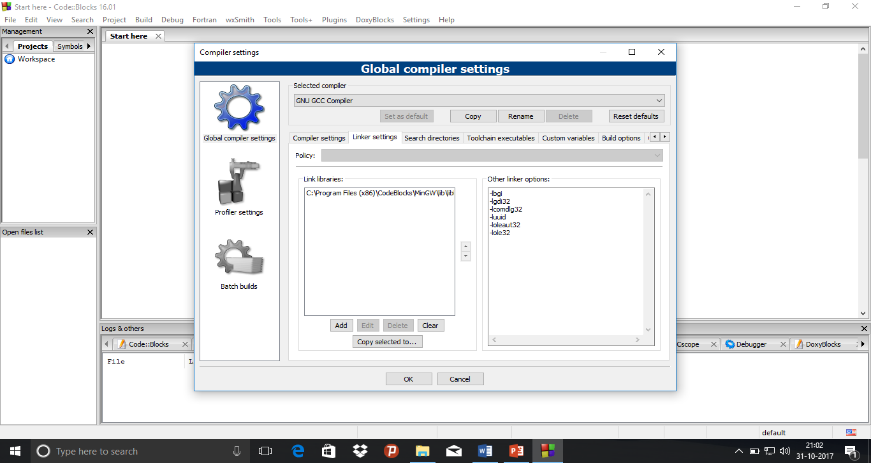 Start here - Code::Blocks 16.01
File Edit View Search Project Build Debug Fortran wxSmith Tools Tools+ Plugins DoxyBlocks Settings Help
Management
Projects Symbols
Workspace
Open files list
Start here
Compiler settings
Global compiler settings
Global compiler settings
Profiler settings
Batch builds
Selected compiler
GNU GCC Compiler
Set as default Copy Rename Delete Reset defaults
Compiler settings Linker settings Search directories Toolchain executables Custom variables Build options
Policy:
Link libraries:
C:\Program Files (x86)\CodeBlocks\MinGW\lib\lib
Add Edit Delete Clear
Copy selected to...
Other linker options:
-lbgi
-lgdi32
-lcomdlg32
-luuid
-loleaut32
-lole32
OK Cancel
Logs & others
Code::Blocks Cscope Debugger DoxyBlocks
File
default
Type here to search
21:02
31-10-2017